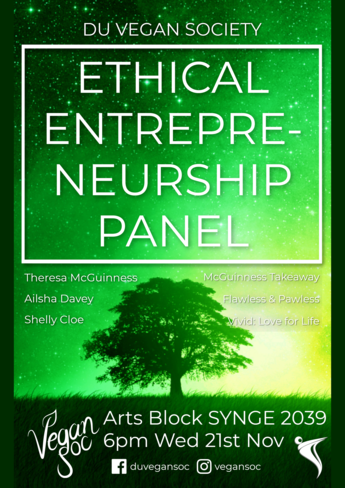 DU VEGAN SOCIETY
ETHICAL
ENTREPRE-
NEURSHIP
PANEL
Theresa McGuinness McGuinness Takeaway
Ailsha Davey Flawless & Pawless
Shelly Cloe Vivid: Love for Life
Vegan
Soc
Arts Block SYNGE 2039
6pm Wed 21st Nov
duvegansoc vegansoc